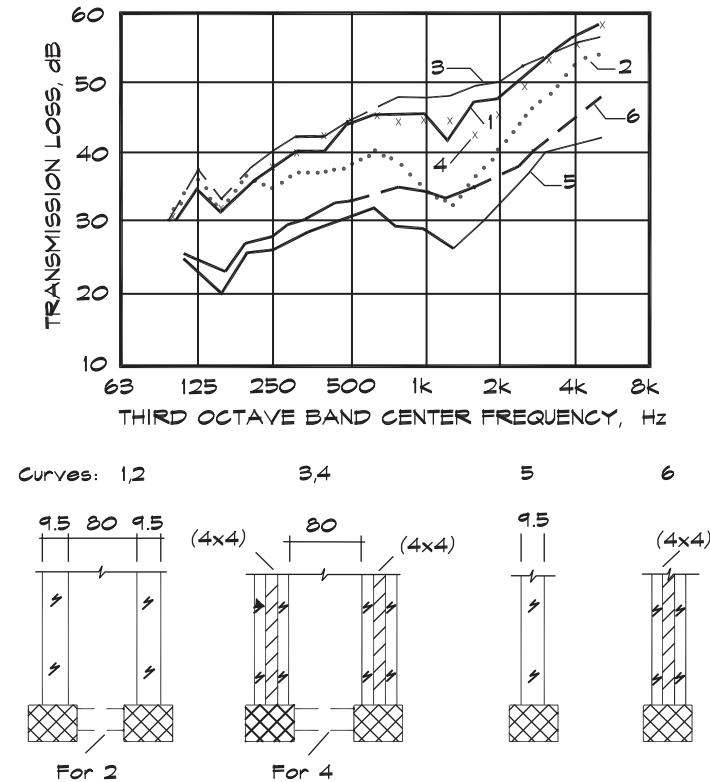 60
50
40
30
20
10
TRANSMISSION LOSS, dB
3
2
1
6
4
5
63 125 250 500 1k 2k 4k 8k
THIRD OCTAVE BAND CENTER FREQUENCY, Hz
Curves: 1,2 3,4 5 6
9.5 80 9.5
(4x4) 80 (4x4)
9.5
(4x4)
For 2
For 4